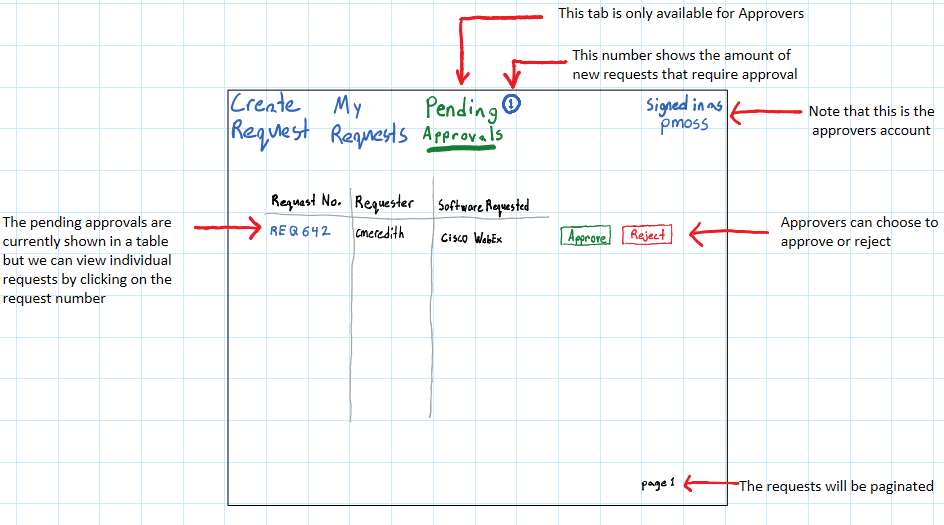 This tab is only available for Approvers
This number shows the amount of
new requests that require approval
Create
Request
My
Requests
Pending 1
Approvals
Signed in as
pmoss
Note that this is the
approvers account
Request No. Requester Software Requested
REQ642 cmeredith Cisco WebEx
Approve Reject
The pending approvals are
currently shown in a table
but we can view individual
requests by clicking on the
request number
Approvers can choose to
approve or reject
page 1
The requests will be paginated